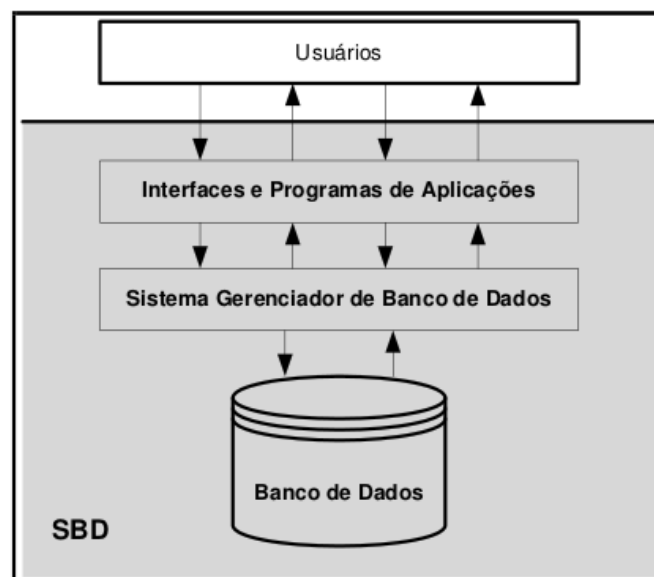 Usuários
Interfaces e Programas de Aplicações
Sistema Gerenciador de Banco de Dados
Banco de Dados
SBD